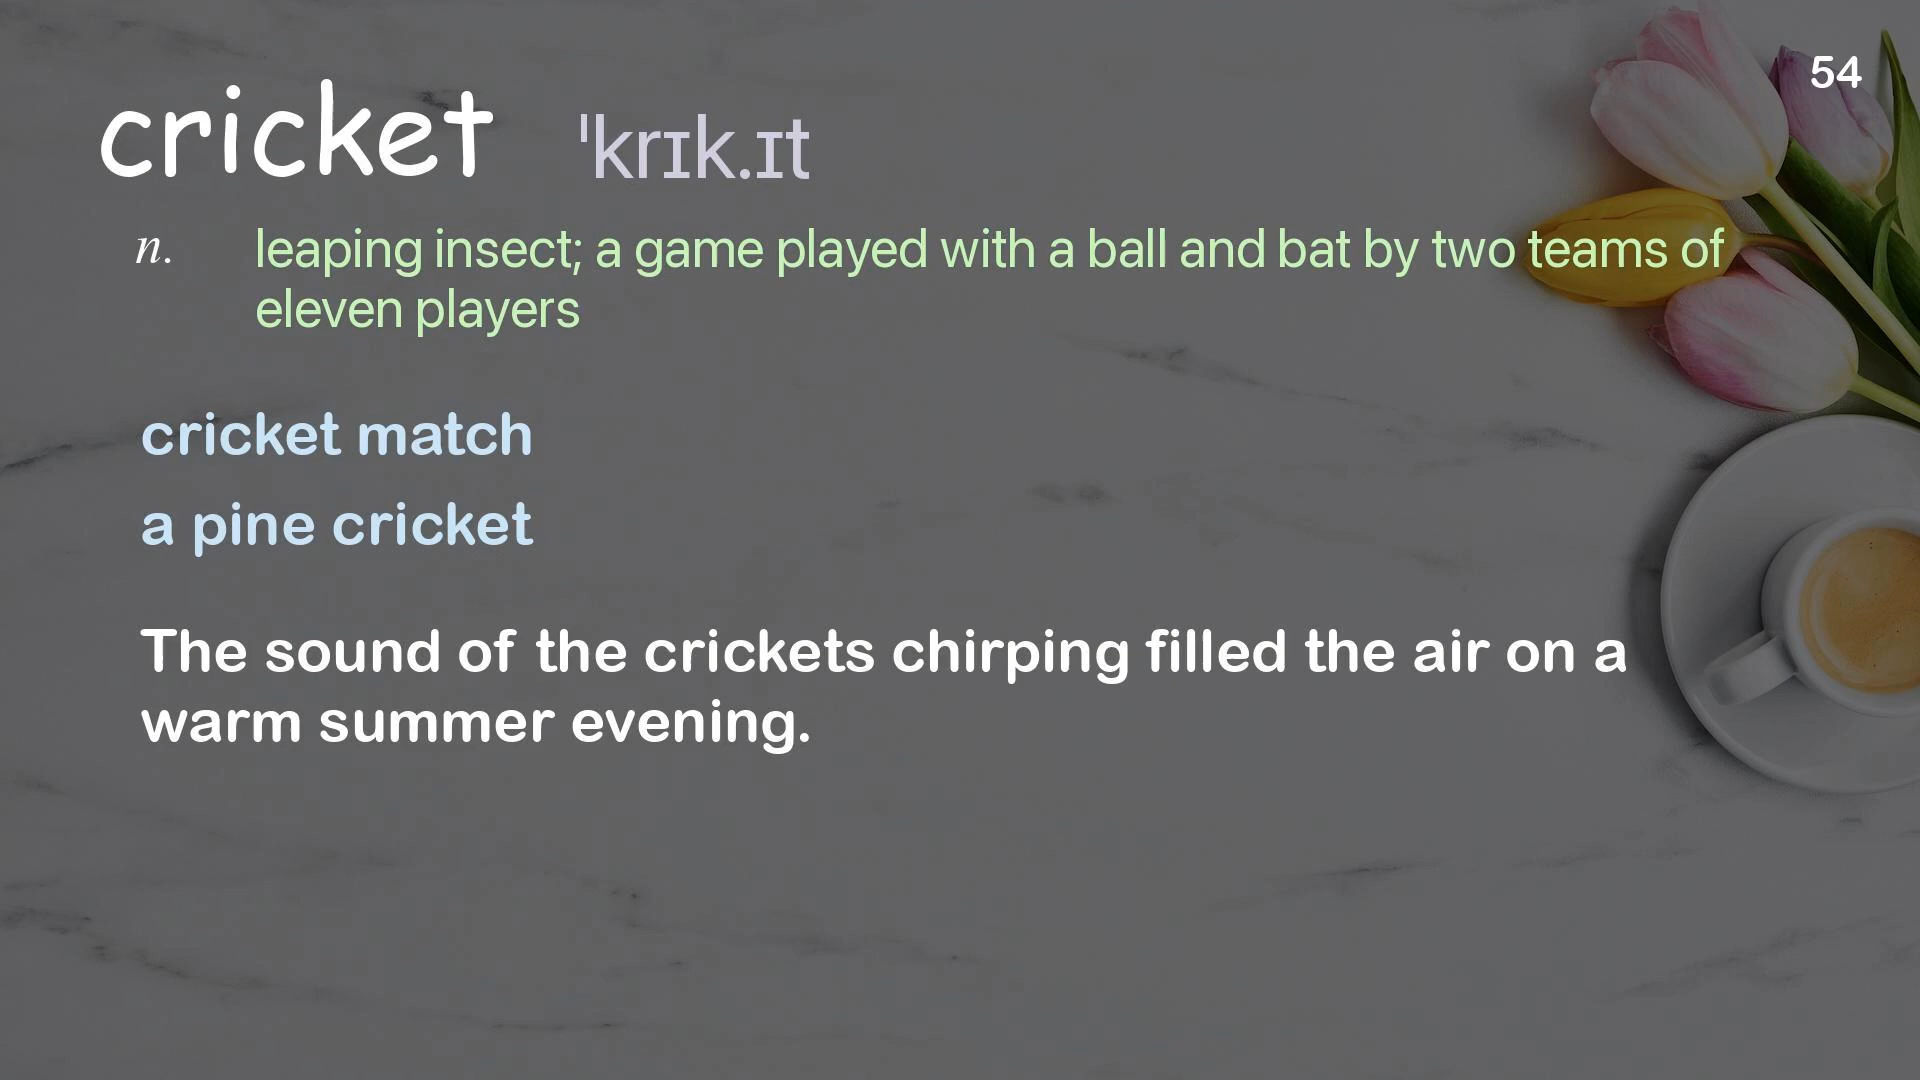 54
cricket ˈkrɪk.ɪt
n. leaping insect; a game played with a ball and bat by two teams of
eleven players
cricket match
a pine cricket
The sound of the crickets chirping filled the air on a
warm summer evening.